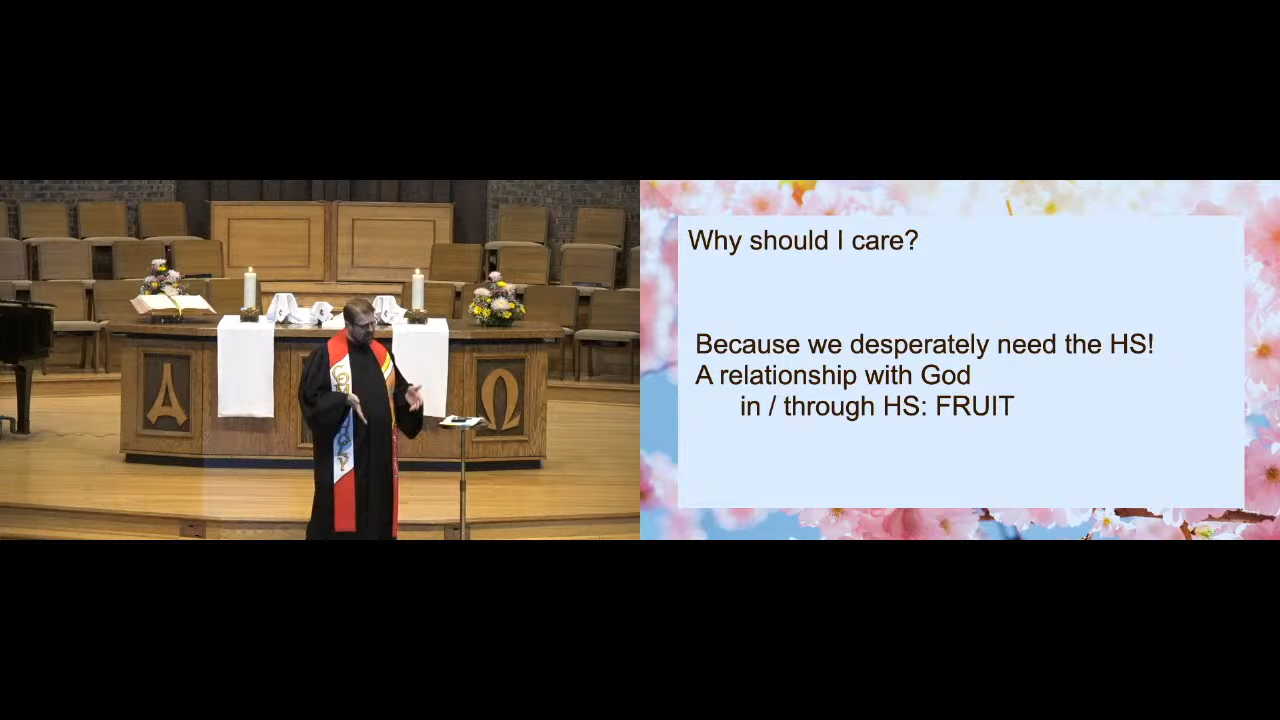 Α
Ω
Why should I care?
Because we desperately need the HS!
A relationship with God
in / through HS: FRUIT